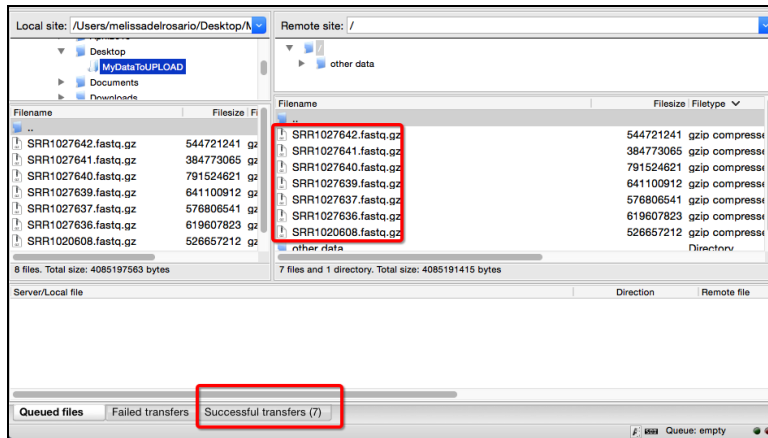 Local site: /Users/melissadelrosario/Desktop/M
Desktop
MyDataToUPLOAD
Documents
Downloads
Filename Filesize Fi
..
SRR1027642.fastq.gz 544721241 gz
SRR1027641.fastq.gz 384773065 gz
SRR1027640.fastq.gz 791524621 gz
SRR1027639.fastq.gz 641100912 gz
SRR1027637.fastq.gz 576806541 gz
SRR1027636.fastq.gz 619607823 gz
SRR1020608.fastq.gz 526657212 gz
8 files. Total size: 4085197563 bytes
Remote site: /
/
other data
Filename Filesize Filetype
..
SRR1027642.fastq.gz 544721241 gzip compresse
SRR1027641.fastq.gz 384773065 gzip compresse
SRR1027640.fastq.gz 791524621 gzip compresse
SRR1027639.fastq.gz 641100912 gzip compresse
SRR1027637.fastq.gz 576806541 gzip compresse
SRR1027636.fastq.gz 619607823 gzip compresse
SRR1020608.fastq.gz 526657212 gzip compresse
other data Directory
7 files and 1 directory. Total size: 4085191415 bytes
Server/Local file Direction Remote file
Queued files Failed transfers Successful transfers (7)
Queue: empty